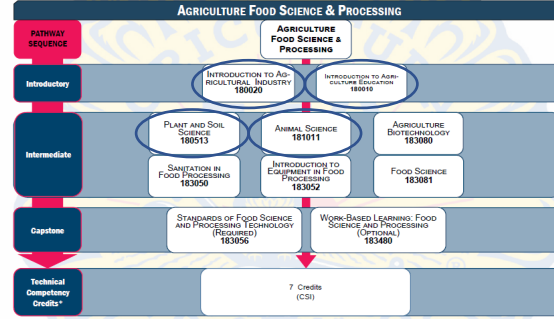 AGRICULTURE FOOD SCIENCE & PROCESSING
PATHWAY
SEQUENCE
AGRICULTURE
FOOD SCIENCE &
PROCESSING
Introductory
INTRODUCTION TO AG-
RICULTURAL INDUSTRY
180020
INTRODUCTION TO AGRI-
CULTURE EDUCATION
180010
Intermediate
PLANT AND SOIL
SCIENCE
180513
ANIMAL SCIENCE
181011
AGRICULTURE
BIOTECHNOLOGY
183080
SANITATION IN
FOOD PROCESSING
183050
INTRODUCTION TO
EQUIPMENT IN FOOD
PROCESSING
183052
FOOD SCIENCE
183081
Capstone
STANDARDS OF FOOD SCIENCE
AND PROCESSING TECHNOLOGY
(REQUIRED)
183056
WORK-BASED LEARNING: FOOD
SCIENCE AND PROCESSING
(OPTIONAL)
183480
Technical
Competency
Credits*
7 Credits
(CSI)